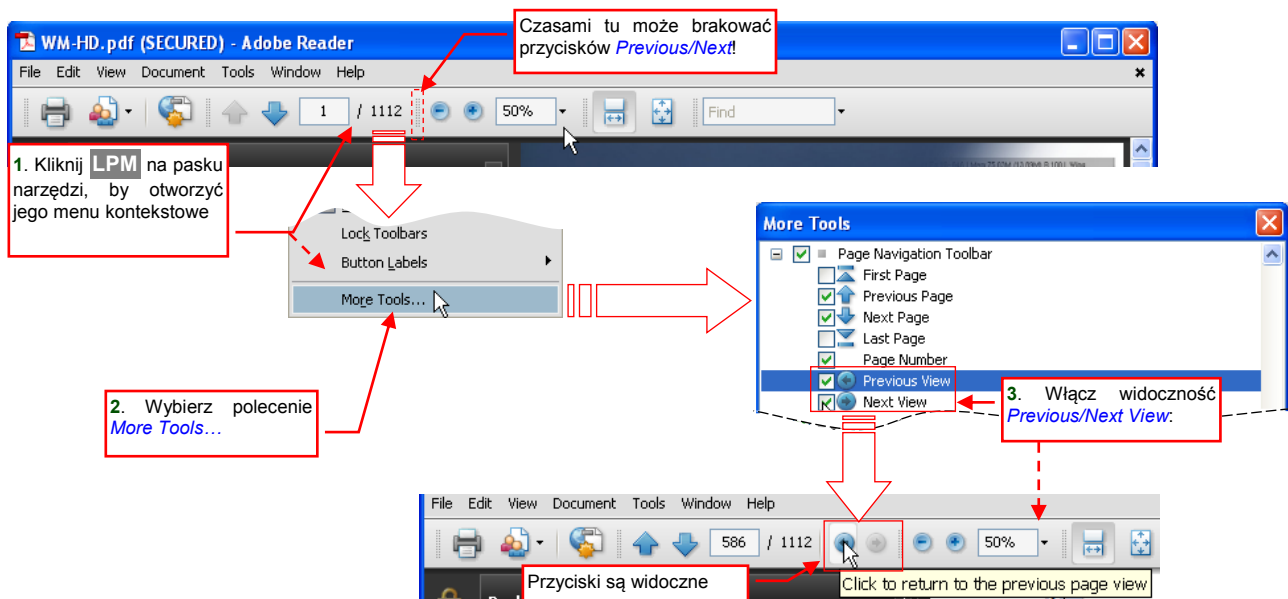 Czasami tu może brakować
przycisków Previous/Next!
WM-HD.pdf (SECURED) - Adobe Reader
File Edit View Document Tools Window Help
1 / 1112 50% Find
1. Kliknij LPM na pasku
narzędzi, by otworzyć
jego menu kontekstowe
Lock Toolbars
Button Labels
More Tools...
More Tools
Page Navigation Toolbar
First Page
Previous Page
Next Page
Last Page
Page Number
Previous View
Next View
2. Wybierz polecenie
More Tools…
3. Włącz widoczność
Previous/Next View:
File Edit View Document Tools Window Help
586 / 1112 50%
Przyciski są widoczne
Click to return to the previous page view